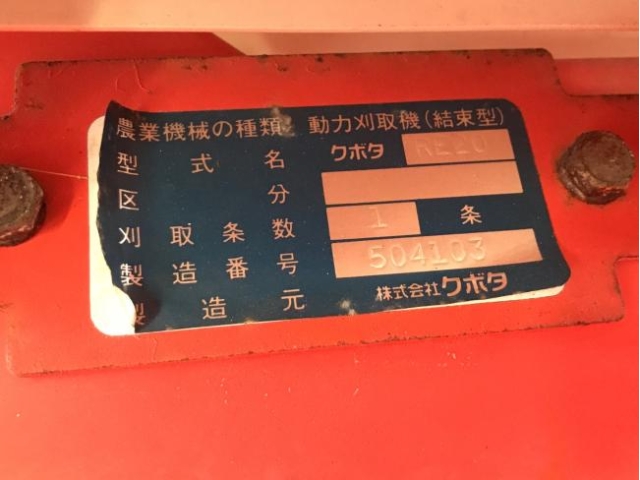 農業機械の種類 動力刈取機(結束型)
型式名 クボタ RE20
区分
刈取条数 1 条
製造番号 504103
製造元 株式会社クボタ